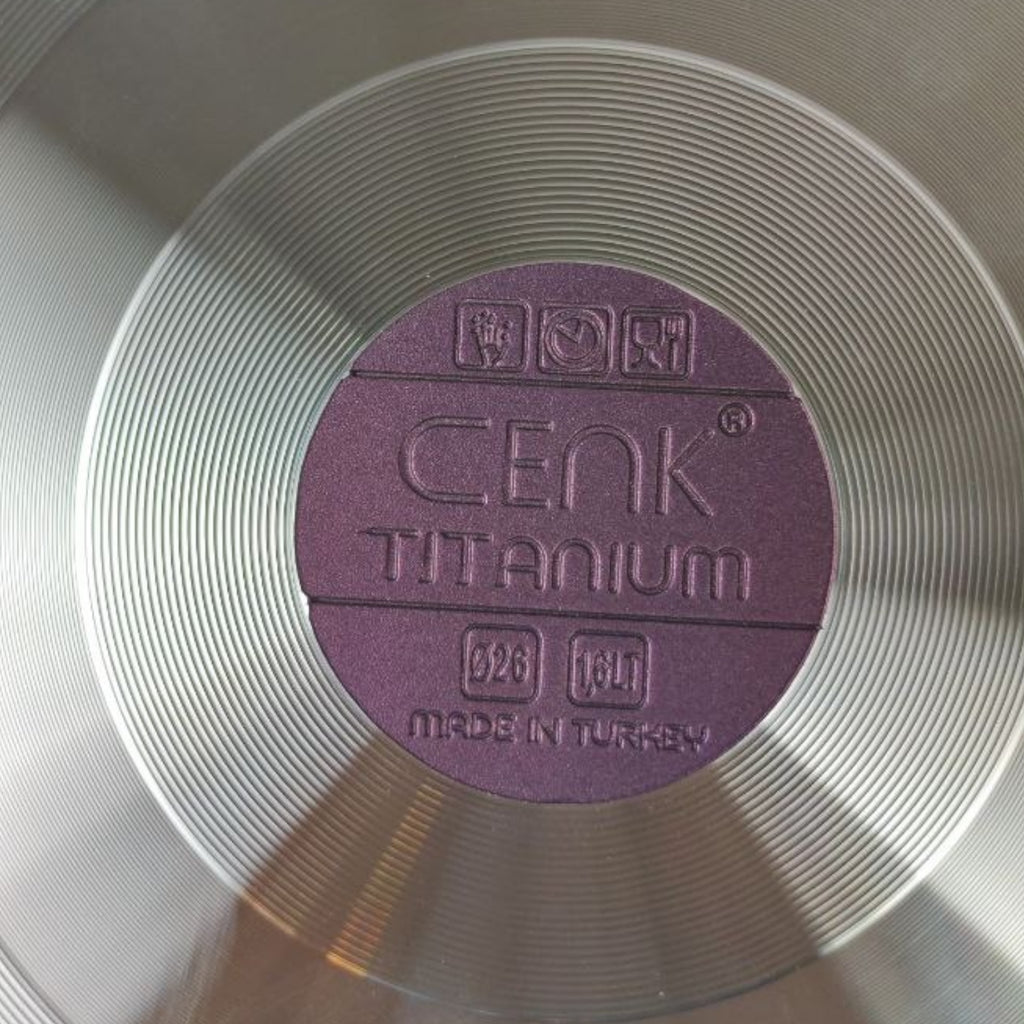 CENK®
TITANIUM
Ø26 1,6LT
MADE IN TURKEY